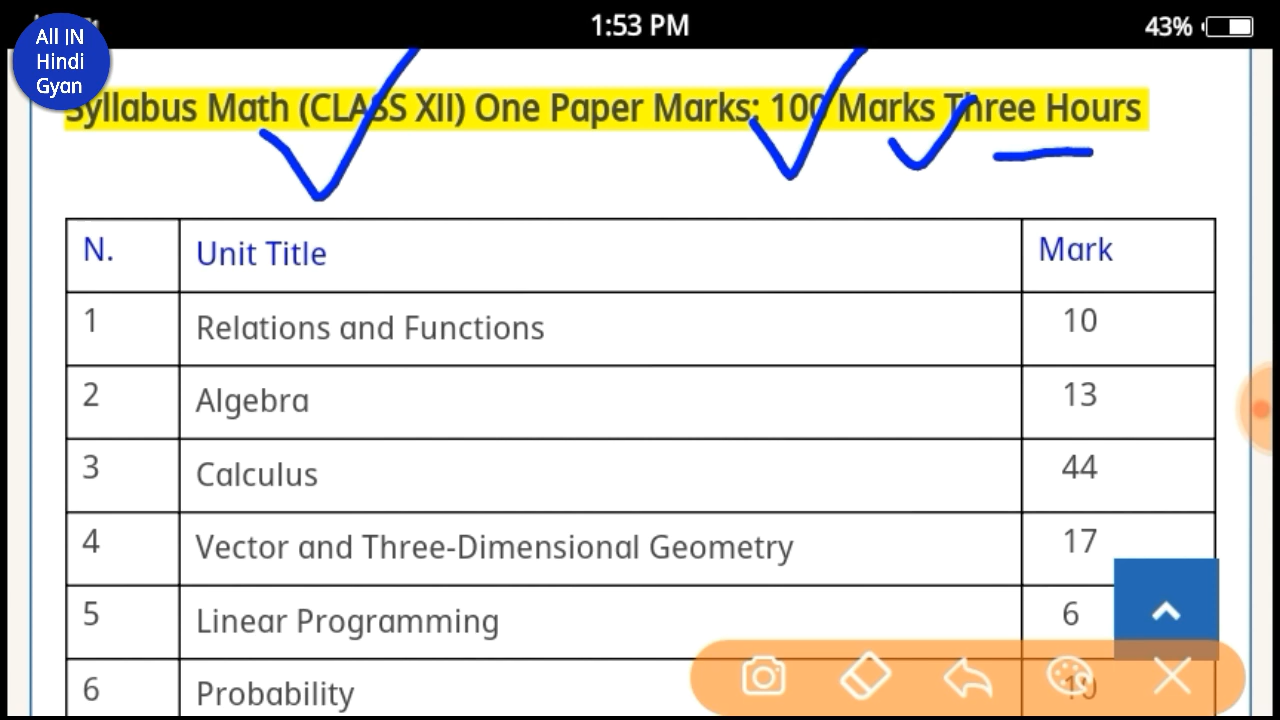 1:53 PM
43%
All IN
Hindi
Gyan
Syllabus Math (CLASS XII) One Paper Marks: 100 Marks Three Hours
N. Unit Title Mark
1 Relations and Functions 10
2 Algebra 13
3 Calculus 44
4 Vector and Three-Dimensional Geometry 17
5 Linear Programming 6
6 Probability 10